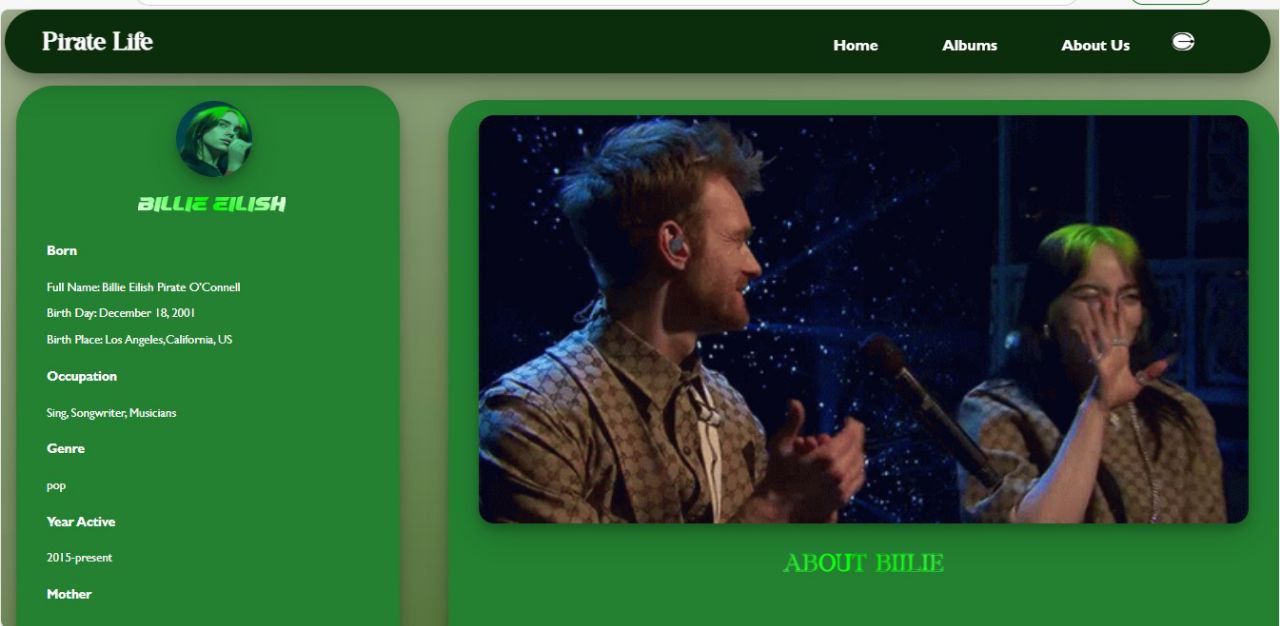 Pirate Life
Home
Albums
About Us
BILLIE EILISH
Born
Full Name: Billie Eilish Pirate O'Connell
Birth Day: December 18, 2001
Birth Place: Los Angeles,California, US
Occupation
Sing, Songwriter, Musicians
Genre
pop
Year Active
2015-present
Mother
ABOUT BIILIE